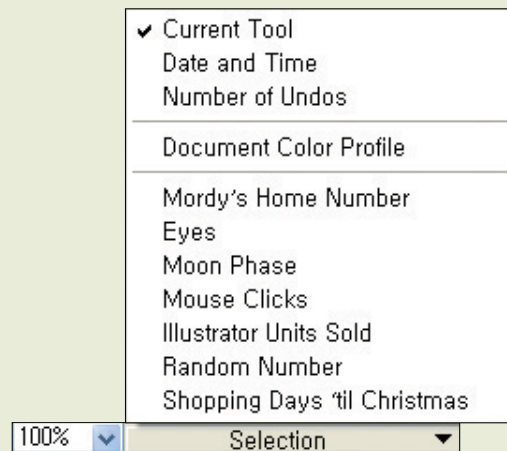 Current Tool
Date and Time
Number of Undos
Document Color Profile
Mordy's Home Number
Eyes
Moon Phase
Mouse Clicks
Illustrator Units Sold
Random Number
Shopping Days 'til Christmas
100% Selection